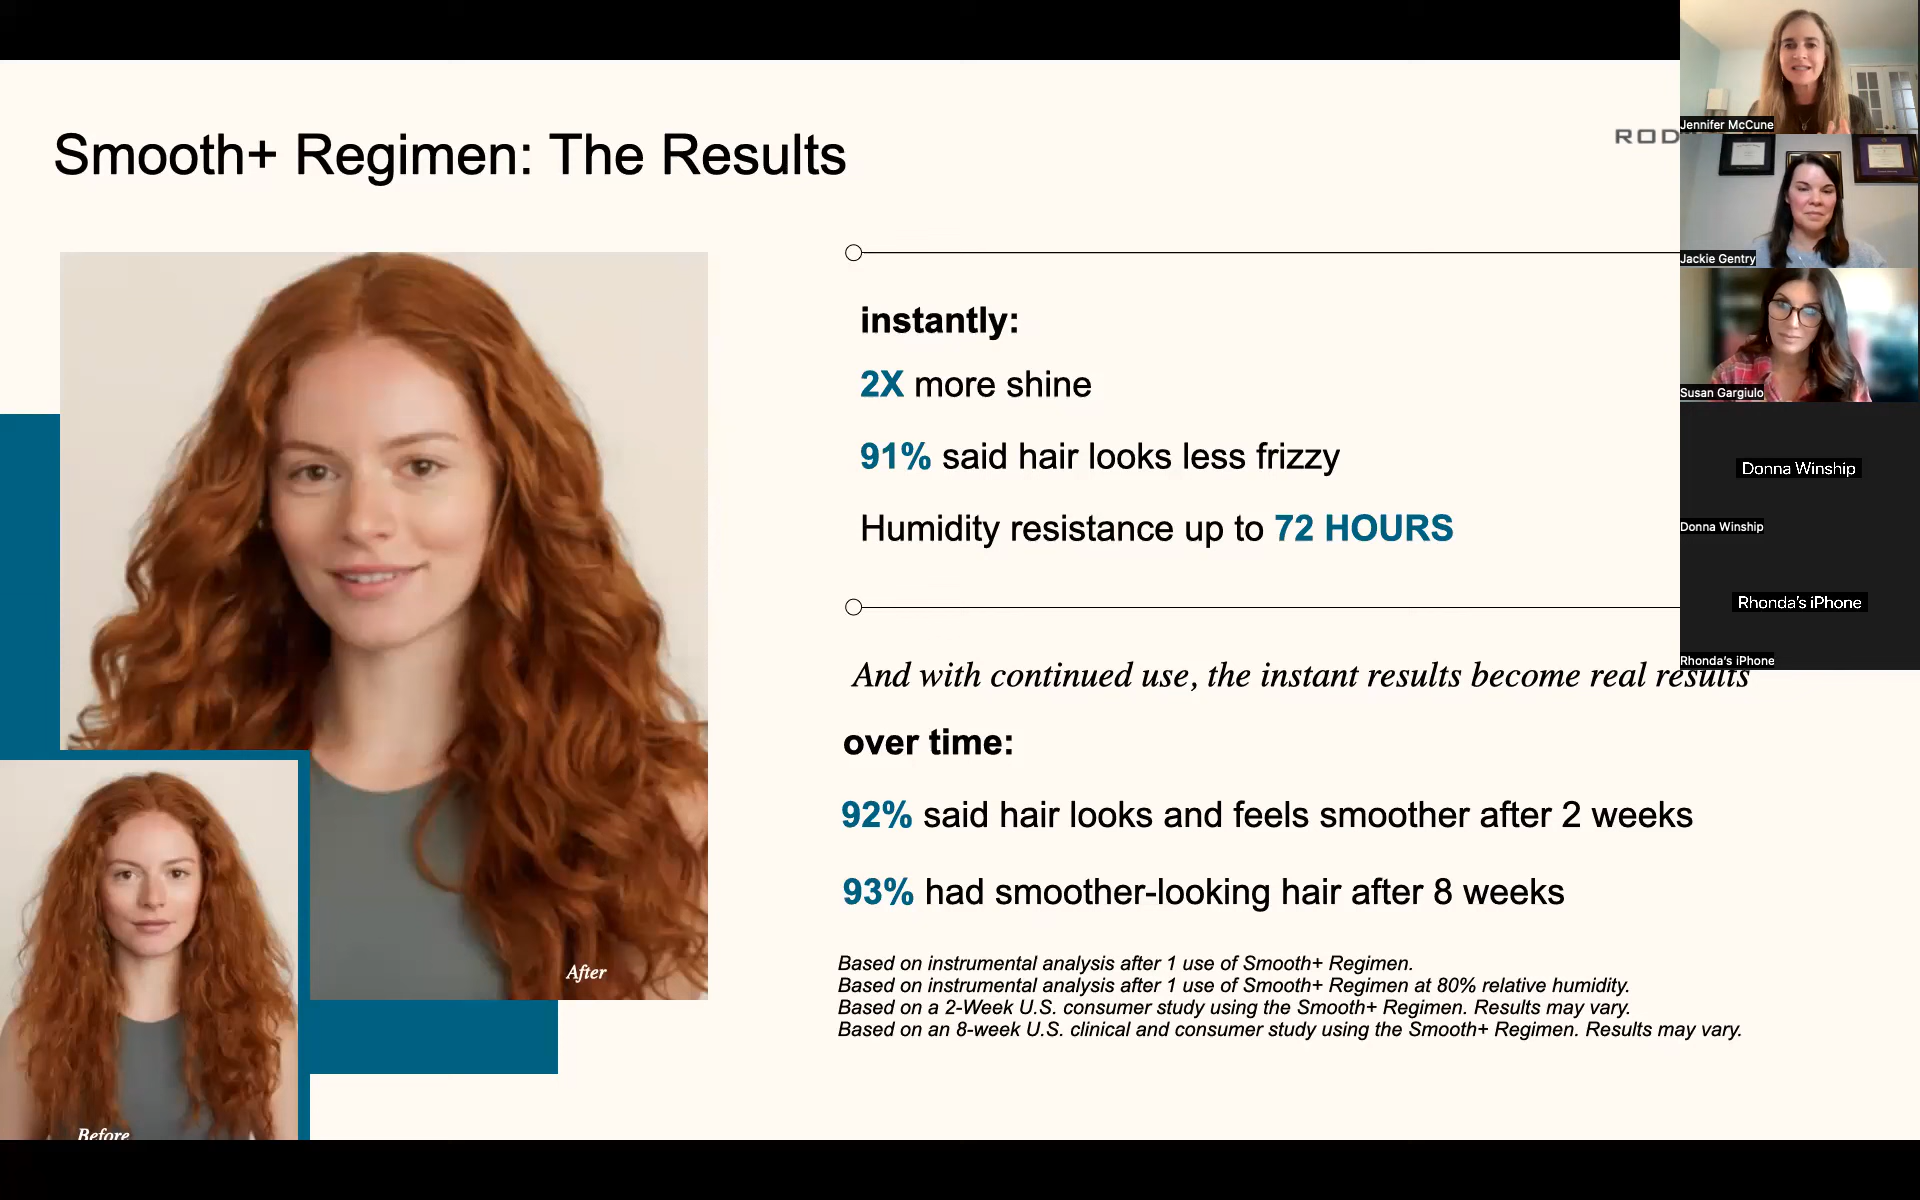 Smooth+ Regimen: The Results
ROD
instantly:
2X more shine
91% said hair looks less frizzy
Humidity resistance up to 72 HOURS
And with continued use, the instant results become real results
over time:
92% said hair looks and feels smoother after 2 weeks
93% had smoother-looking hair after 8 weeks
Based on instrumental analysis after 1 use of Smooth+ Regimen.
Based on instrumental analysis after 1 use of Smooth+ Regimen at 80% relative humidity.
Based on a 2-Week U.S. consumer study using the Smooth+ Regimen. Results may vary.
Based on an 8-week U.S. clinical and consumer study using the Smooth+ Regimen. Results may vary.
After
Before
Jennifer McCune
Jackie Gentry
Susan Gargiulo
Donna Winship
Donna Winship
Rhonda's iPhone
Rhonda's iPhone